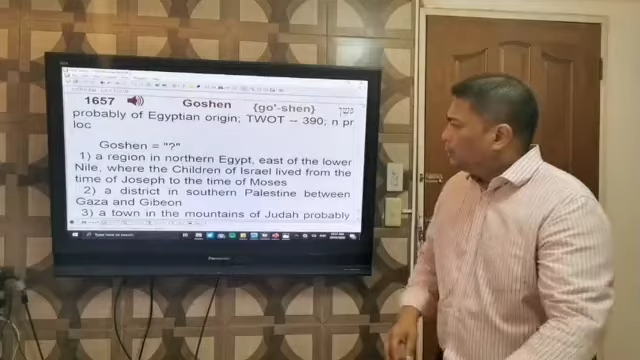 1657 Goshen {go'-shen} גֹּשֶׁן
probably of Egyptian origin; TWOT -- 390; n pr
loc
Goshen = "?"
1) a region in northern Egypt, east of the lower
Nile, where the Children of Israel lived from the
time of Joseph to the time of Moses
2) a district in southern Palestine between
Gaza and Gibeon
3) a town in the mountains of Judah probably
Panasonic